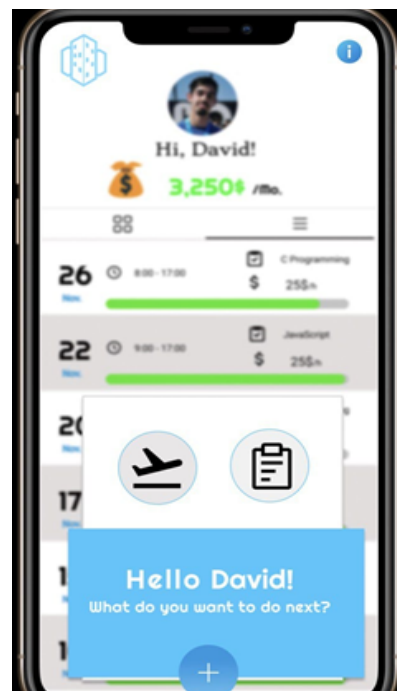 Hi, David!
3,250$ /mo.
26 8:00 - 17:00 C Programming
Nov. $ 25$/h
22 9:00 - 17:00 JavaScript
Nov. $ 25$/h
17
Hello David!
What do you want to do next?
+